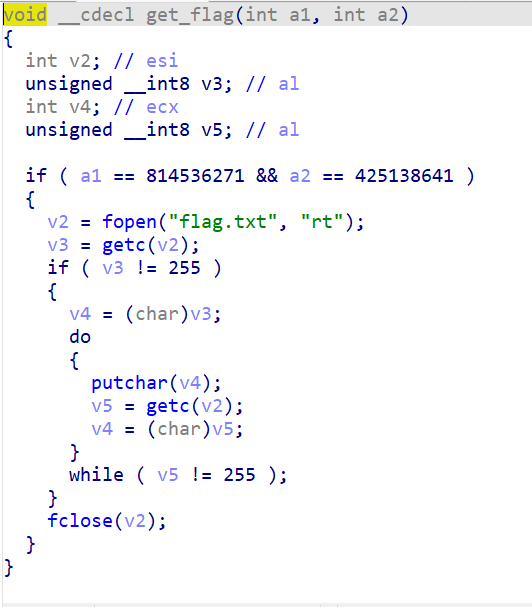 void __cdecl get_flag(int a1, int a2)
{
  int v2; // esi
  unsigned __int8 v3; // al
  int v4; // ecx
  unsigned __int8 v5; // al

  if ( a1 == 814536271 && a2 == 425138641 )
  {
    v2 = fopen("flag.txt", "rt");
    v3 = getc(v2);
    if ( v3 != 255 )
    {
      v4 = (char)v3;
      do
      {
        putchar(v4);
        v5 = getc(v2);
        v4 = (char)v5;
      }
      while ( v5 != 255 );
    }
    fclose(v2);
  }
}